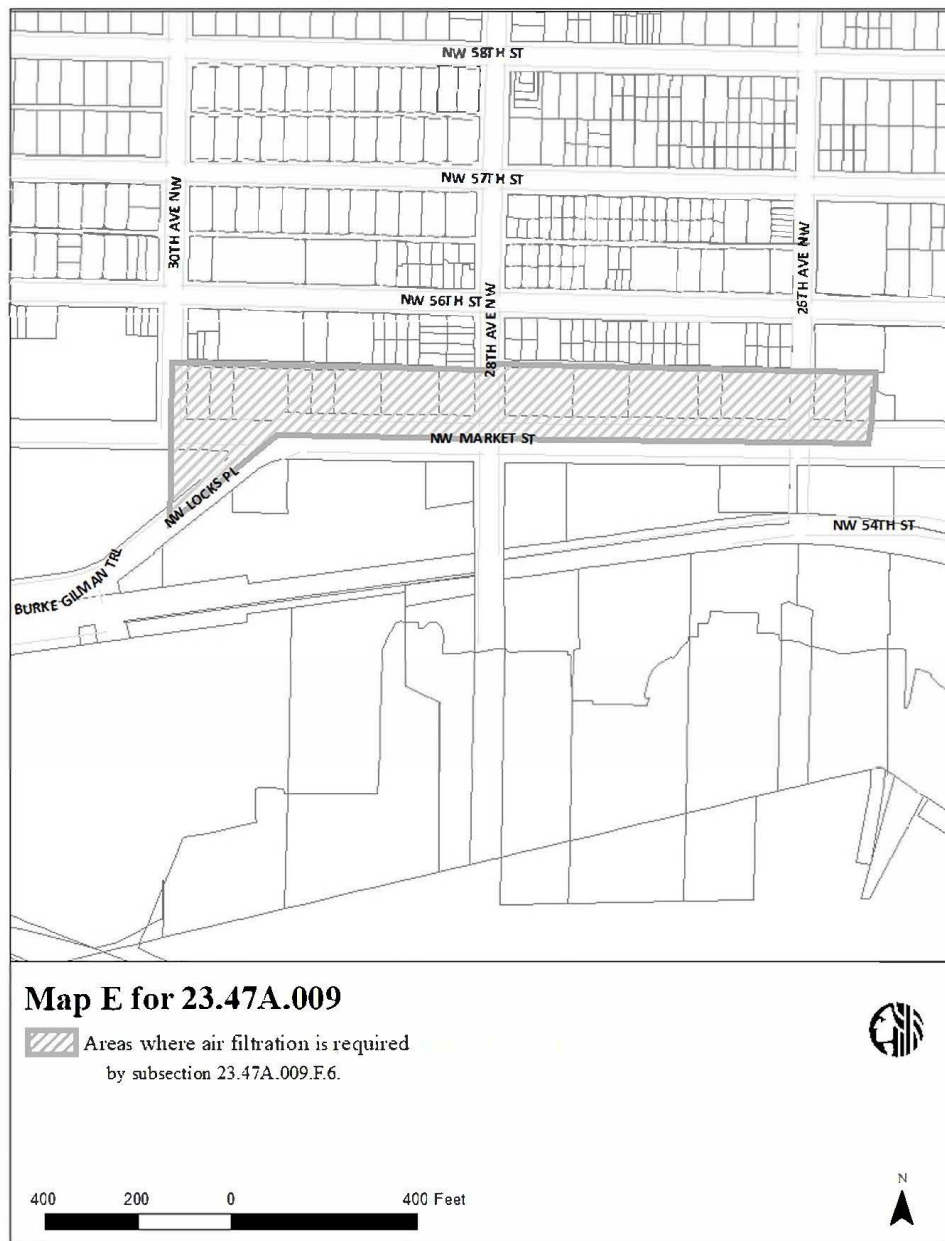 NW 58TH ST
NW 57TH ST
30TH AVE NW
26TH AVE NW
NW 56TH ST
28TH AVE NW
NW MARKET ST
NW LOCKS PL
NW 54TH ST
BURKE GILMAN TRL
Map E for 23.47A.009
Areas where air filtration is required
by subsection 23.47A.009.F.6.
N
400 200 0 400 Feet